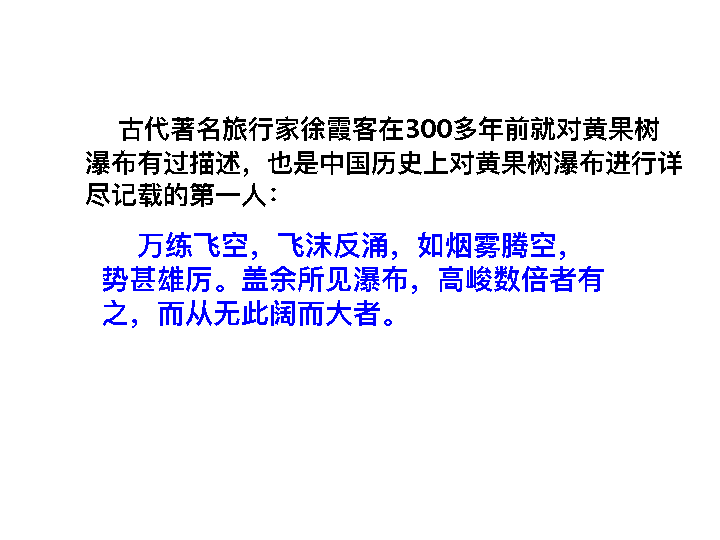 古代著名旅行家徐霞客在300多年前就对黄果树
瀑布有过描述，也是中国历史上对黄果树瀑布进行详
尽记载的第一人：
万练飞空，飞沫反涌，如烟雾腾空，
势甚雄厉。盖余所见瀑布，高峻数倍者有
之，而从无此阔而大者。